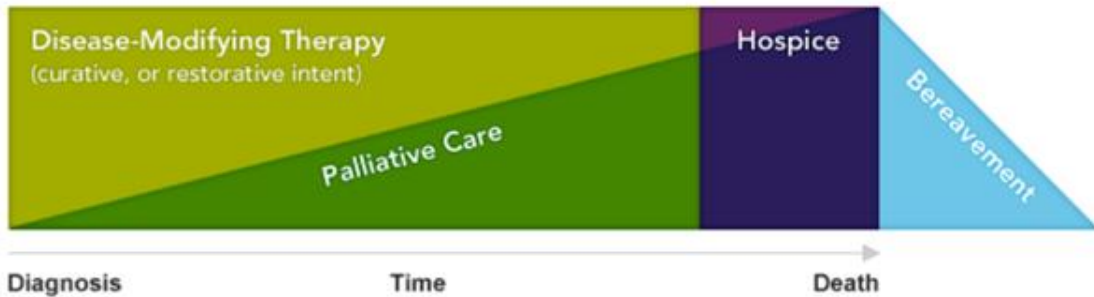 Disease-Modifying Therapy
(curative, or restorative intent)
Palliative Care
Hospice
Bereavement
Diagnosis
Time
Death